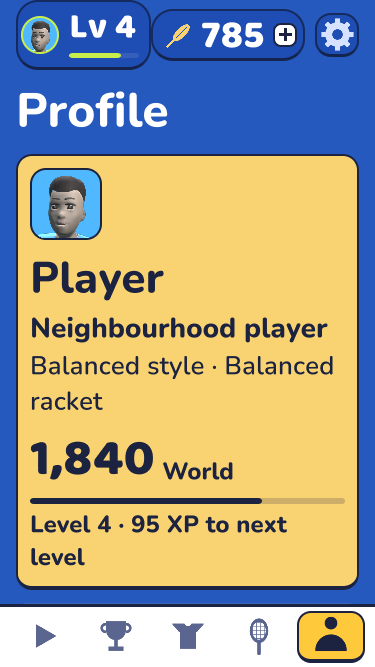 Lv 4
785
Profile
Player
Neighbourhood player
Balanced style · Balanced
racket
1,840 World
Level 4 · 95 XP to next
level